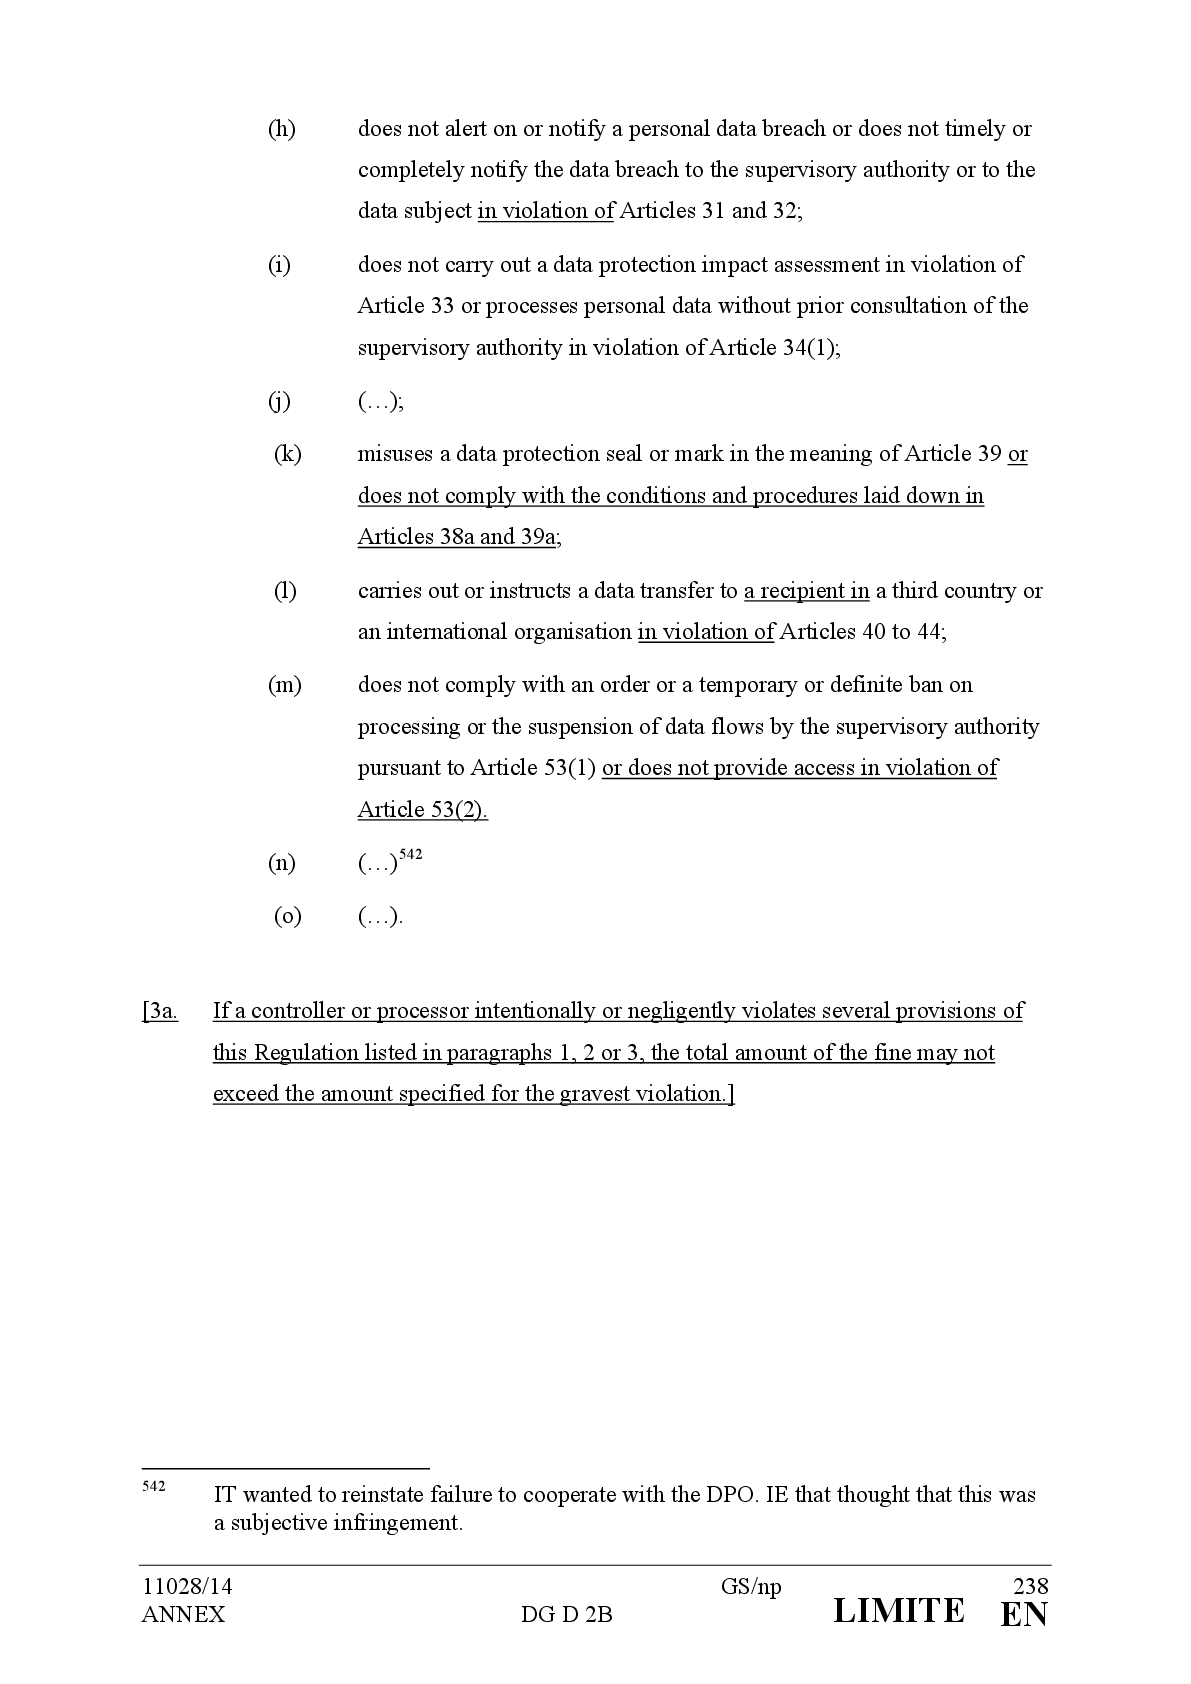 (h) does not alert on or notify a personal data breach or does not timely or
completely notify the data breach to the supervisory authority or to the
data subject in violation of Articles 31 and 32;
(i) does not carry out a data protection impact assessment in violation of
Article 33 or processes personal data without prior consultation of the
supervisory authority in violation of Article 34(1);
(j) (…);
(k) misuses a data protection seal or mark in the meaning of Article 39 or
does not comply with the conditions and procedures laid down in
Articles 38a and 39a;
(l) carries out or instructs a data transfer to a recipient in a third country or
an international organisation in violation of Articles 40 to 44;
(m) does not comply with an order or a temporary or definite ban on
processing or the suspension of data flows by the supervisory authority
pursuant to Article 53(1) or does not provide access in violation of
Article 53(2).
(n) (…)542
(o) (…).
[3a. If a controller or processor intentionally or negligently violates several provisions of
this Regulation listed in paragraphs 1, 2 or 3, the total amount of the fine may not
exceed the amount specified for the gravest violation.]
542 IT wanted to reinstate failure to cooperate with the DPO. IE that thought that this was
a subjective infringement.
11028/14 GS/np 238
ANNEX DG D 2B LIMITE EN